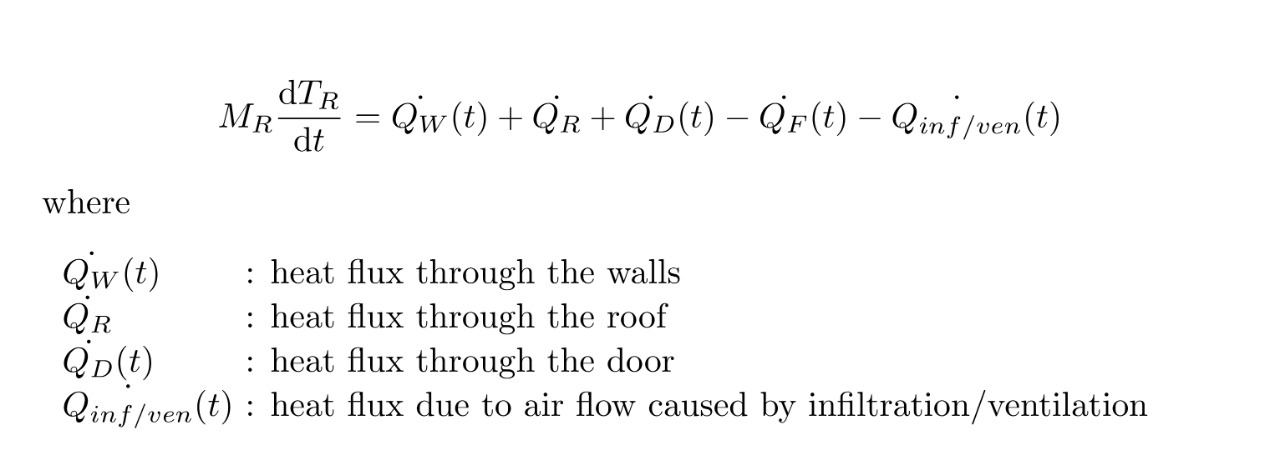 M_R dT_R/dt = Q̇_W(t) + Q̇_R + Q̇_D(t) − Q̇_F(t) − Q̇_inf/ven(t)
where
Q̇_W(t) : heat flux through the walls
Q̇_R : heat flux through the roof
Q̇_D(t) : heat flux through the door
Q̇_inf/ven(t) : heat flux due to air flow caused by infiltration/ventilation